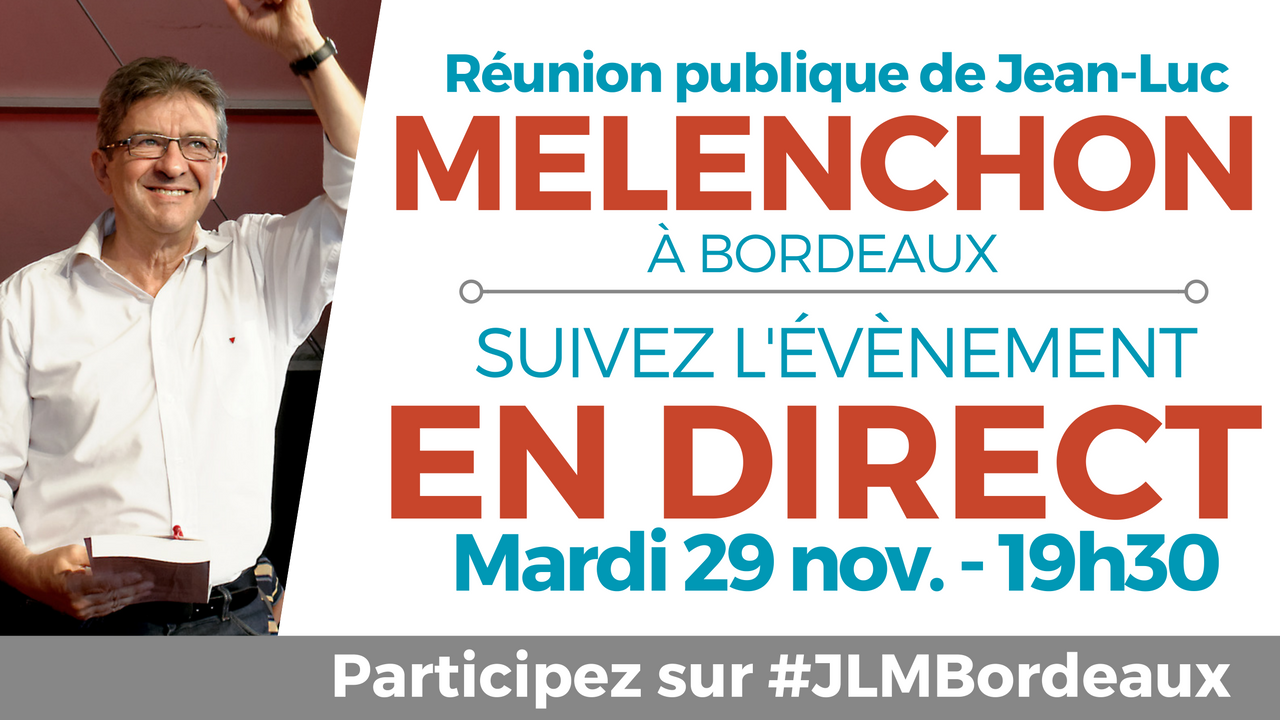 Réunion publique de Jean-Luc
MELENCHON
À BORDEAUX
SUIVEZ L'ÉVÈNEMENT
EN DIRECT
Mardi 29 nov. - 19h30
Participez sur #JLMBordeaux